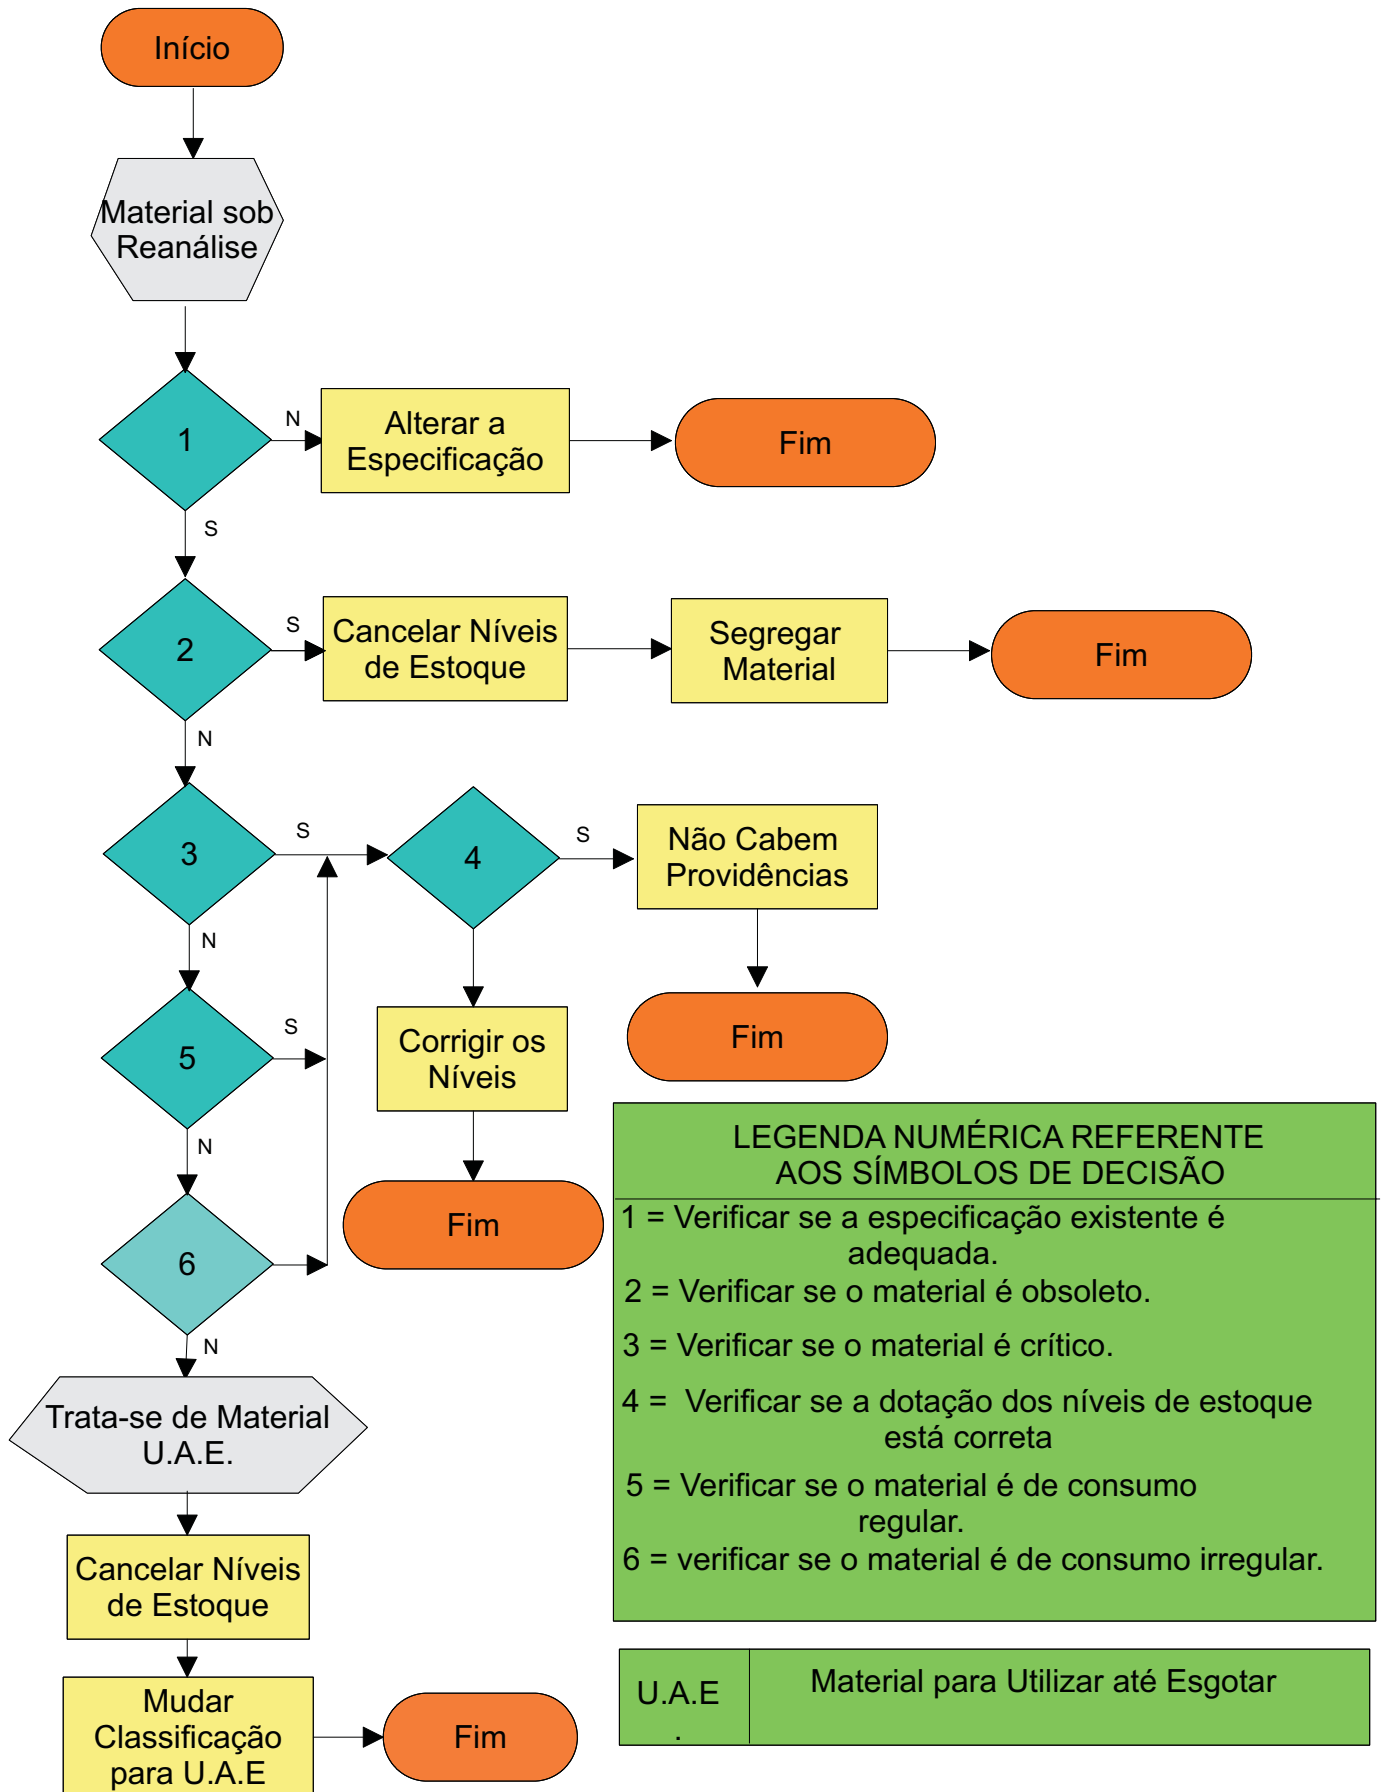 Início
Material sob
Reanálise
1
N
Alterar a
Especificação
Fim
S
2
S
Cancelar Níveis
de Estoque
Segregar
Material
Fim
N
3
S
4
S
Não Cabem
Providências
N
Fim
5
S
Corrigir os
Níveis
N
Fim
6
N
Trata-se de Material
U.A.E.
Cancelar Níveis
de Estoque
Mudar
Classificação
para U.A.E
Fim
LEGENDA NUMÉRICA REFERENTE
AOS SÍMBOLOS DE DECISÃO
1 = Verificar se a especificação existente é
adequada.
2 = Verificar se o material é obsoleto.
3 = Verificar se o material é crítico.
4 = Verificar se a dotação dos níveis de estoque
está correta
5 = Verificar se o material é de consumo
regular.
6 = verificar se o material é de consumo irregular.
U.A.E
.
Material para Utilizar até Esgotar